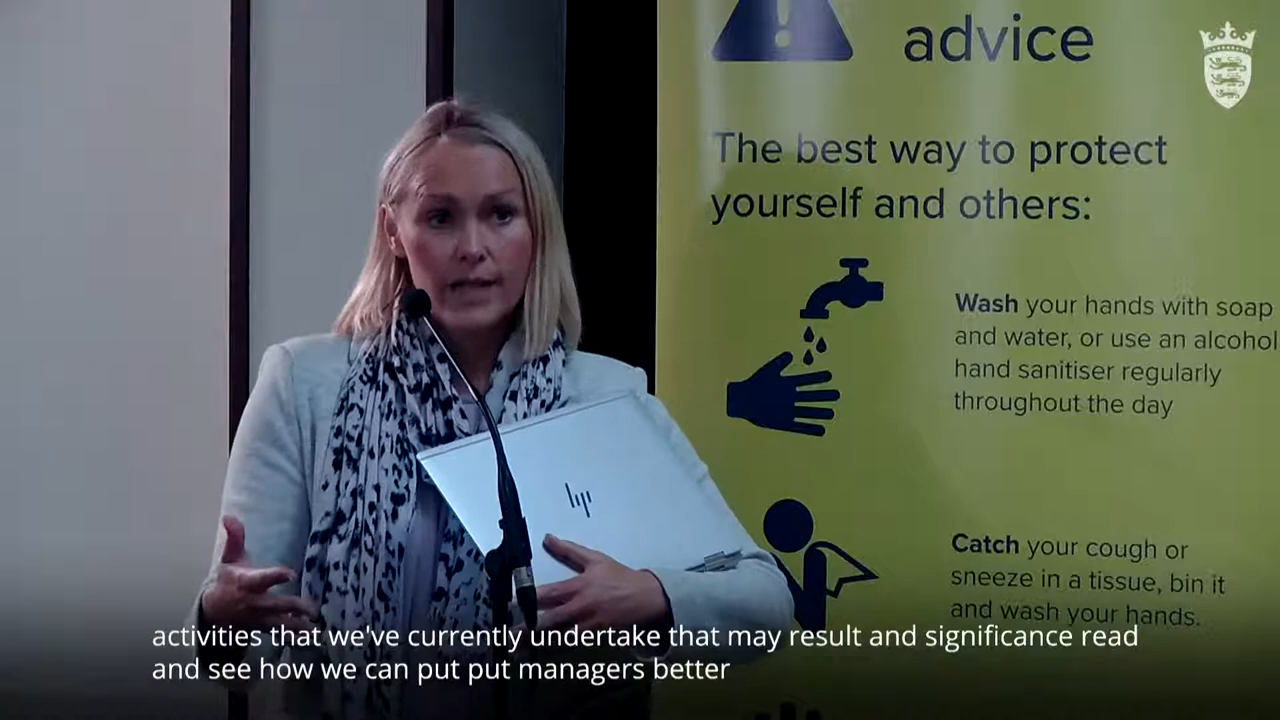 advice
The best way to protect
yourself and others:
Wash your hands with soap
and water, or use an alcohol
hand sanitiser regularly
throughout the day
hp
Catch your cough or
sneeze in a tissue, bin it
and wash your hands.
activities that we've currently undertake that may result and significance read
and see how we can put put managers better